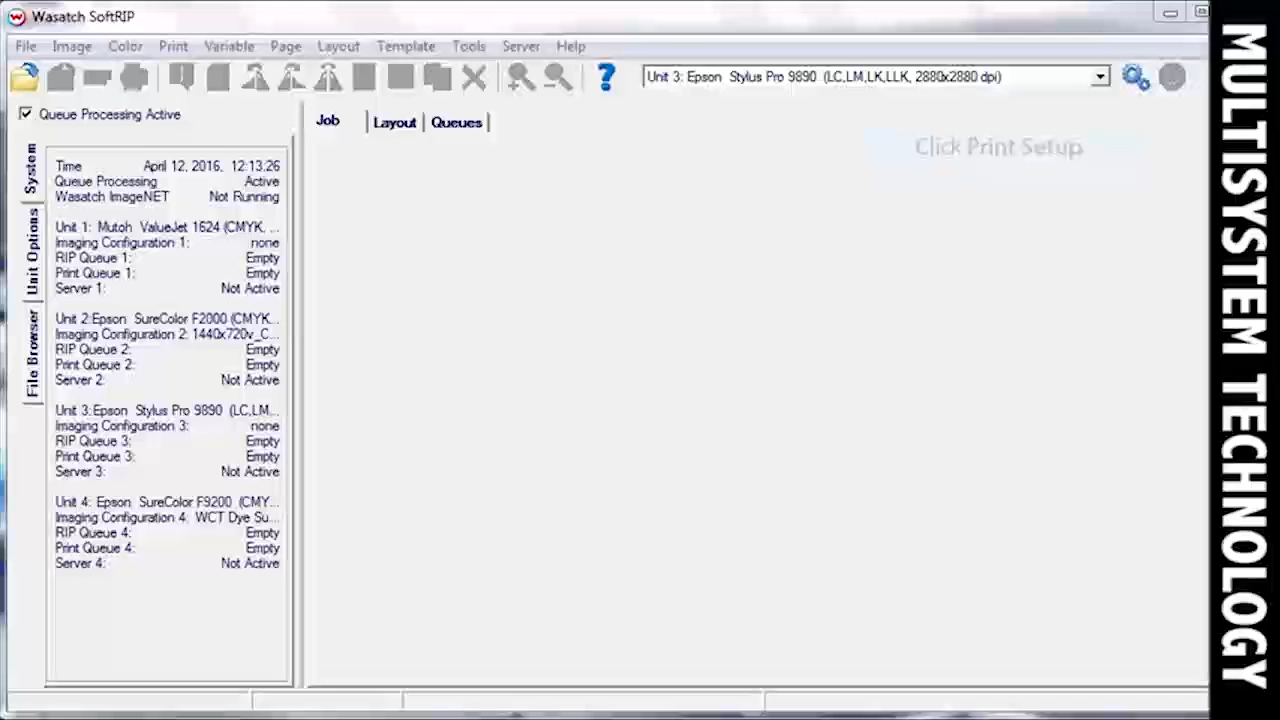 Wasatch SoftRIP
File Image Color Print Variable Page Layout Template Tools Server Help
Unit 3: Epson Stylus Pro 9890 (LC,LM,LK,LLK, 2880x2880 dpi)
Queue Processing Active
Job Layout Queues
Click Print Setup
System
Unit Options
File Browser
Time April 12, 2016, 12:13:26
Queue Processing Active
Wasatch ImageNET Not Running
Unit 1: Mutoh ValueJet 1624 (CMYK, ...
Imaging Configuration 1: none
RIP Queue 1: Empty
Print Queue 1: Empty
Server 1: Not Active
Unit 2:Epson SureColor F2000 (CMYK...
Imaging Configuration 2: 1440x720v_C...
RIP Queue 2: Empty
Print Queue 2: Empty
Server 2: Not Active
Unit 3:Epson Stylus Pro 9890 (LC,LM...
Imaging Configuration 3: none
RIP Queue 3: Empty
Print Queue 3: Empty
Server 3: Not Active
Unit 4: Epson SureColor F9200 (CMY...
Imaging Configuration 4: WCT Dye Su...
RIP Queue 4: Empty
Print Queue 4: Empty
Server 4: Not Active
MULTISYSTEM TECHNOLOGY